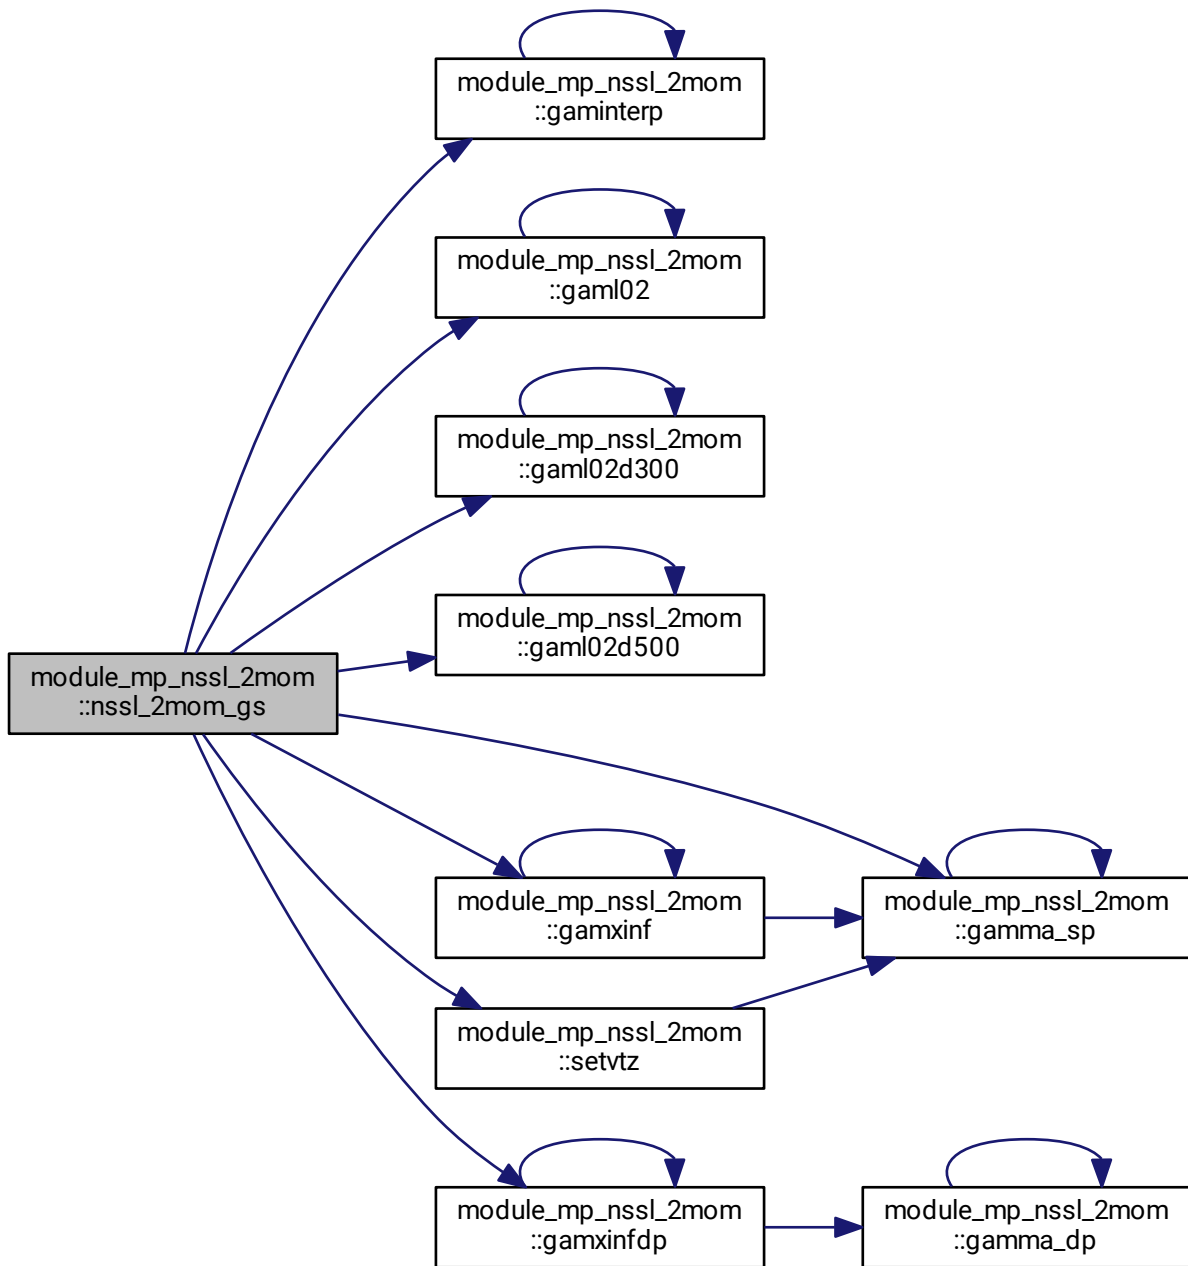 module_mp_nssl_2mom
::gaminterp
module_mp_nssl_2mom
::gaml02
module_mp_nssl_2mom
::gaml02d300
module_mp_nssl_2mom
::gaml02d500
module_mp_nssl_2mom
::nssl_2mom_gs
module_mp_nssl_2mom
::gamxinf
module_mp_nssl_2mom
::gamma_sp
module_mp_nssl_2mom
::setvtz
module_mp_nssl_2mom
::gamxinfdp
module_mp_nssl_2mom
::gamma_dp